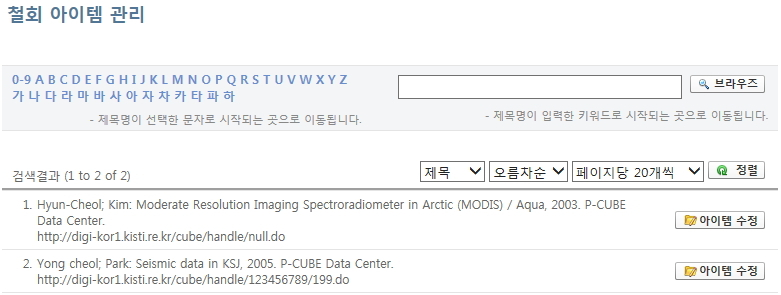 철회 아이템 관리
0-9 A B C D E F G H I J K L M N O P Q R S T U V W X Y Z
가 나 다 라 마 바 사 아 자 차 카 타 파 하
- 제목명이 선택한 문자로 시작되는 곳으로 이동됩니다.
브라우즈
- 제목명이 입력한 키워드로 시작되는 곳으로 이동됩니다.
검색결과 (1 to 2 of 2)
제목 오름차순 페이지당 20개씩 정렬
1. Hyun-Cheol; Kim: Moderate Resolution Imaging Spectroradiometer in Arctic (MODIS) / Aqua, 2003. P-CUBE
Data Center.
http://digi-kor1.kisti.re.kr/cube/handle/null.do
아이템 수정
2. Yong cheol; Park: Seismic data in KSJ, 2005. P-CUBE Data Center.
http://digi-kor1.kisti.re.kr/cube/handle/123456789/199.do
아이템 수정